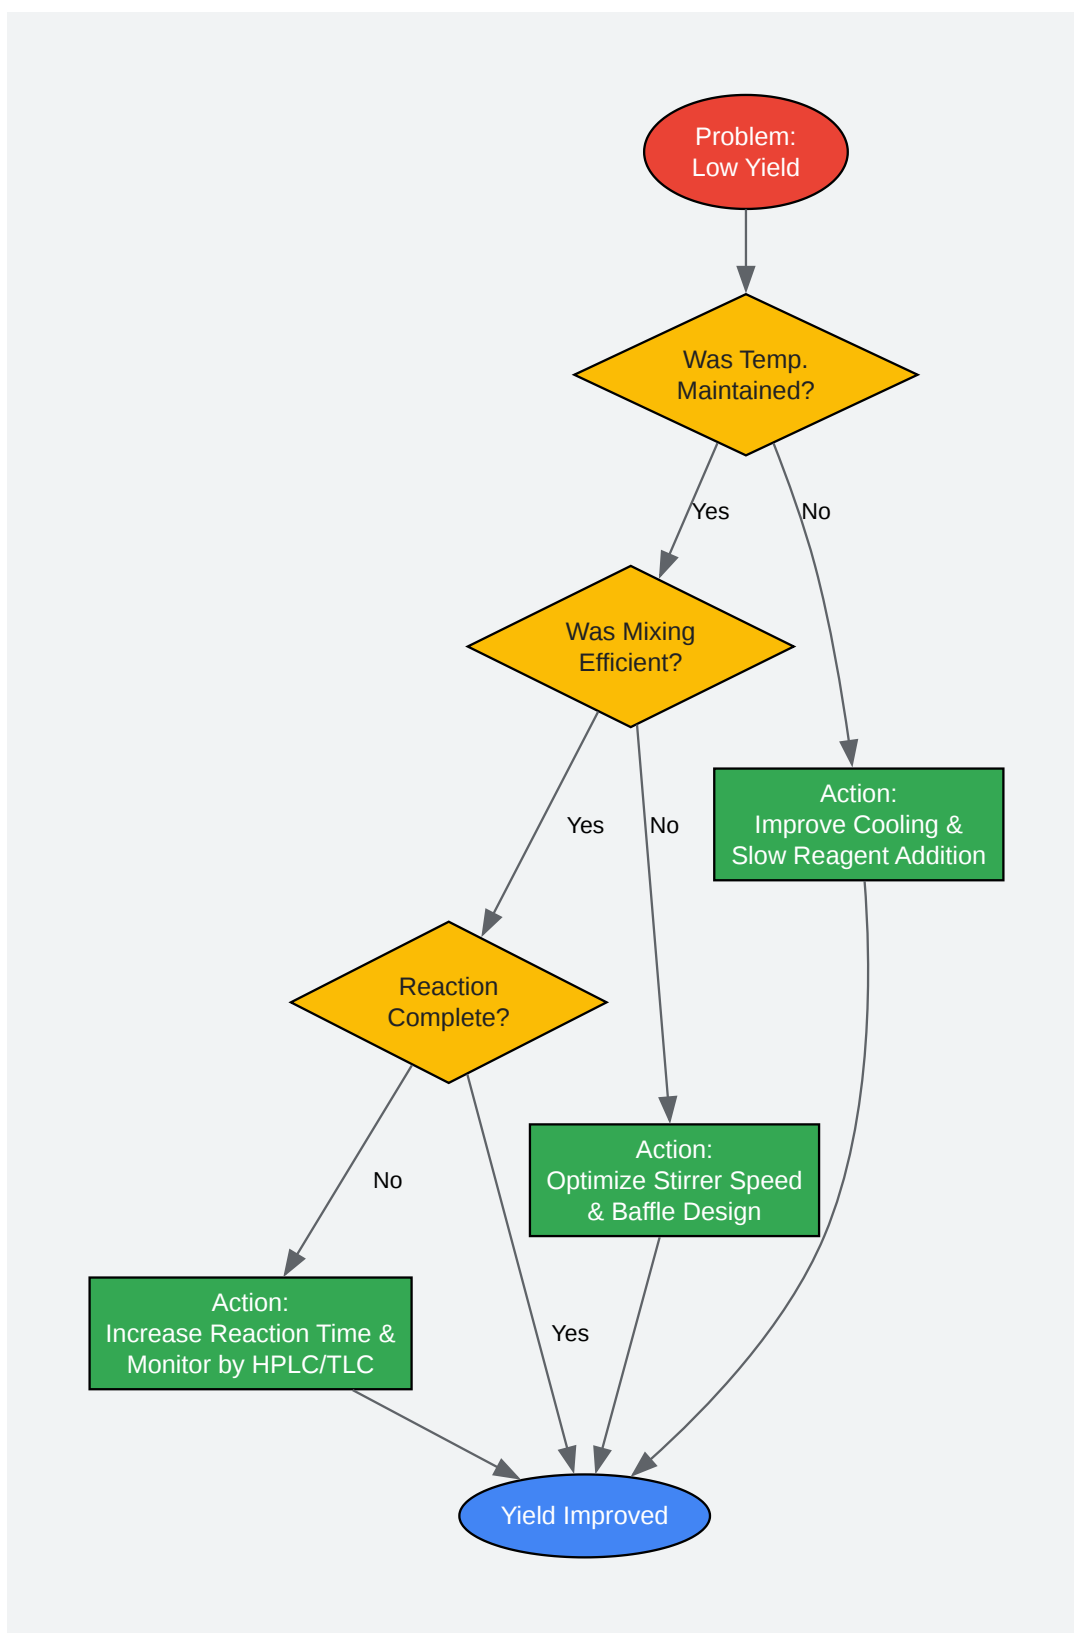 Problem:
Low Yield
Was Temp.
Maintained?
Yes
No
Was Mixing
Efficient?
Yes
No
Action:
Improve Cooling &
Slow Reagent Addition
Reaction
Complete?
No
Yes
Action:
Optimize Stirrer Speed
& Baffle Design
Action:
Increase Reaction Time &
Monitor by HPLC/TLC
Yield Improved